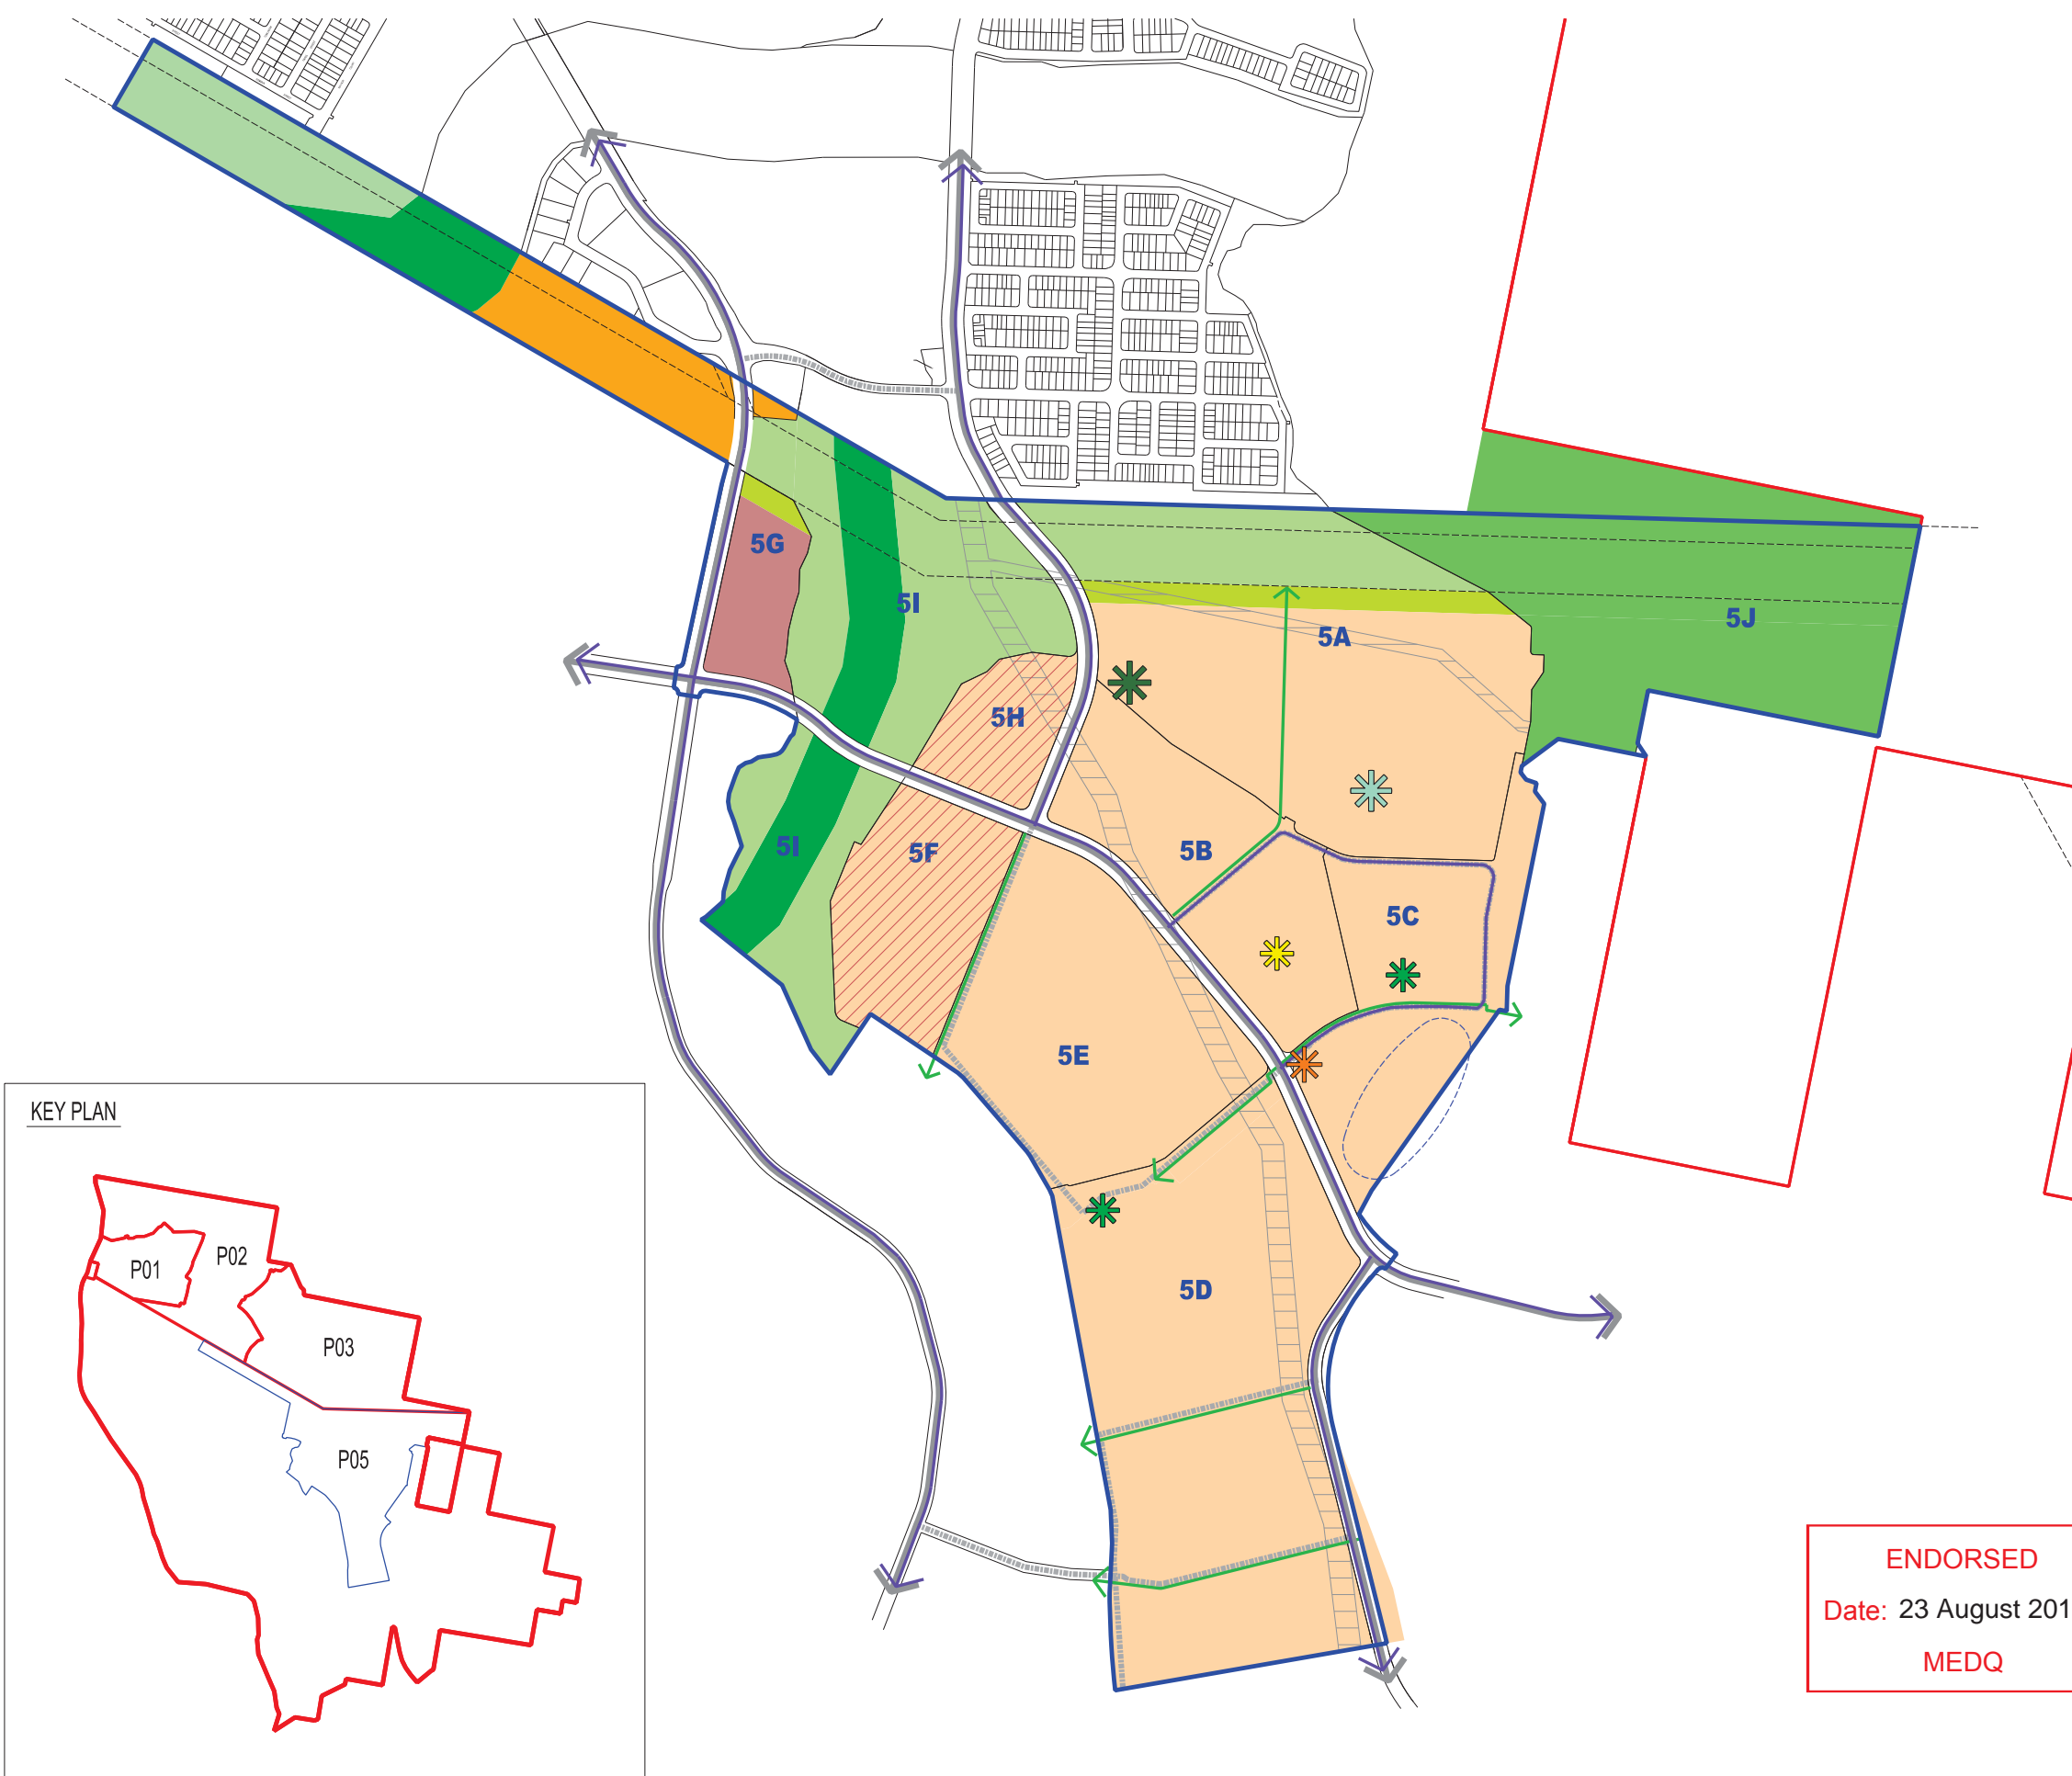 5G
5I
5A
5J
5H
5B
5F
5I
5C
5E
5D
KEY PLAN
P01
P02
P03
P05
ENDORSED
Date: 23 August 201
MEDQ